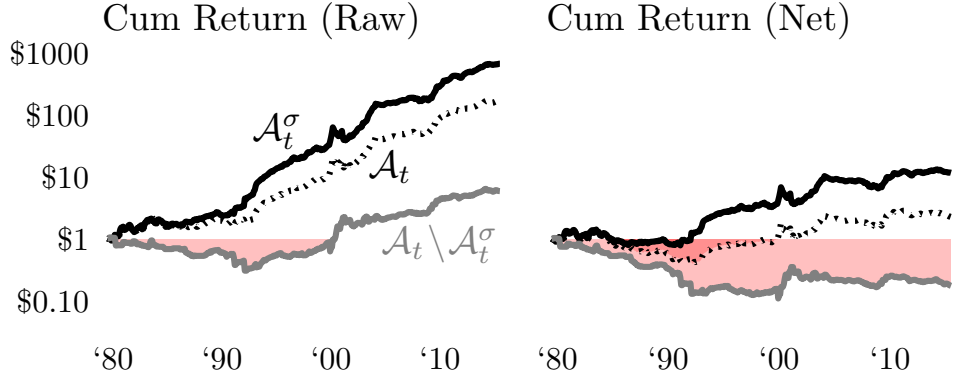 Cum Return (Raw)
Cum Return (Net)
$1000
$100
$10
$1
$0.10
𝒜ₜ^σ
𝒜ₜ
𝒜ₜ \ 𝒜ₜ^σ
‘80 ‘90 ‘00 ‘10
‘80 ‘90 ‘00 ‘10